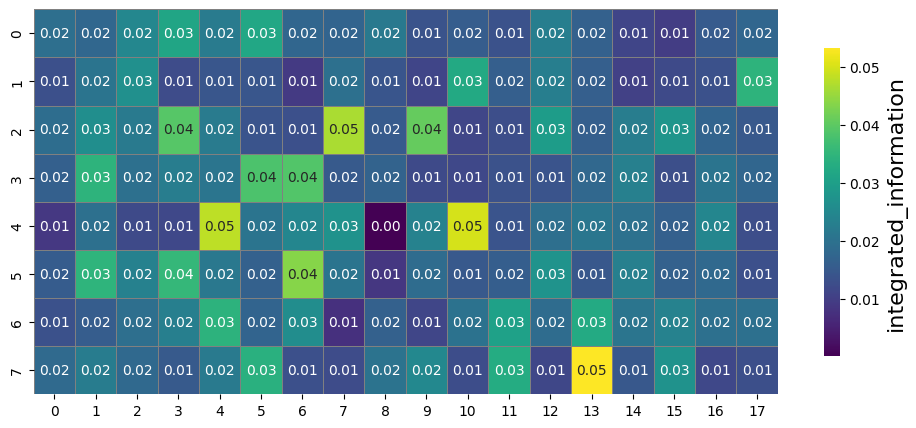 0 0.02 0.02 0.02 0.03 0.02 0.03 0.02 0.02 0.02 0.01 0.02 0.01 0.02 0.02 0.01 0.01 0.02 0.02
1 0.01 0.02 0.03 0.01 0.01 0.01 0.01 0.02 0.01 0.01 0.03 0.02 0.02 0.02 0.01 0.01 0.01 0.03
2 0.02 0.03 0.02 0.04 0.02 0.01 0.01 0.05 0.02 0.04 0.01 0.01 0.03 0.02 0.02 0.03 0.02 0.01
3 0.02 0.03 0.02 0.02 0.02 0.04 0.04 0.02 0.02 0.01 0.01 0.01 0.01 0.02 0.02 0.01 0.02 0.02
4 0.01 0.02 0.01 0.01 0.05 0.02 0.02 0.03 0.00 0.02 0.05 0.01 0.02 0.02 0.02 0.02 0.02 0.01
5 0.02 0.03 0.02 0.04 0.02 0.02 0.04 0.02 0.01 0.02 0.01 0.02 0.03 0.01 0.02 0.02 0.02 0.01
6 0.01 0.02 0.02 0.02 0.03 0.02 0.03 0.01 0.02 0.01 0.02 0.03 0.02 0.03 0.02 0.02 0.02 0.02
7 0.02 0.02 0.02 0.01 0.02 0.03 0.01 0.01 0.02 0.02 0.01 0.03 0.01 0.05 0.01 0.03 0.01 0.01
0 1 2 3 4 5 6 7 8 9 10 11 12 13 14 15 16 17
0.05
0.04
0.03
0.02
0.01
integrated_information